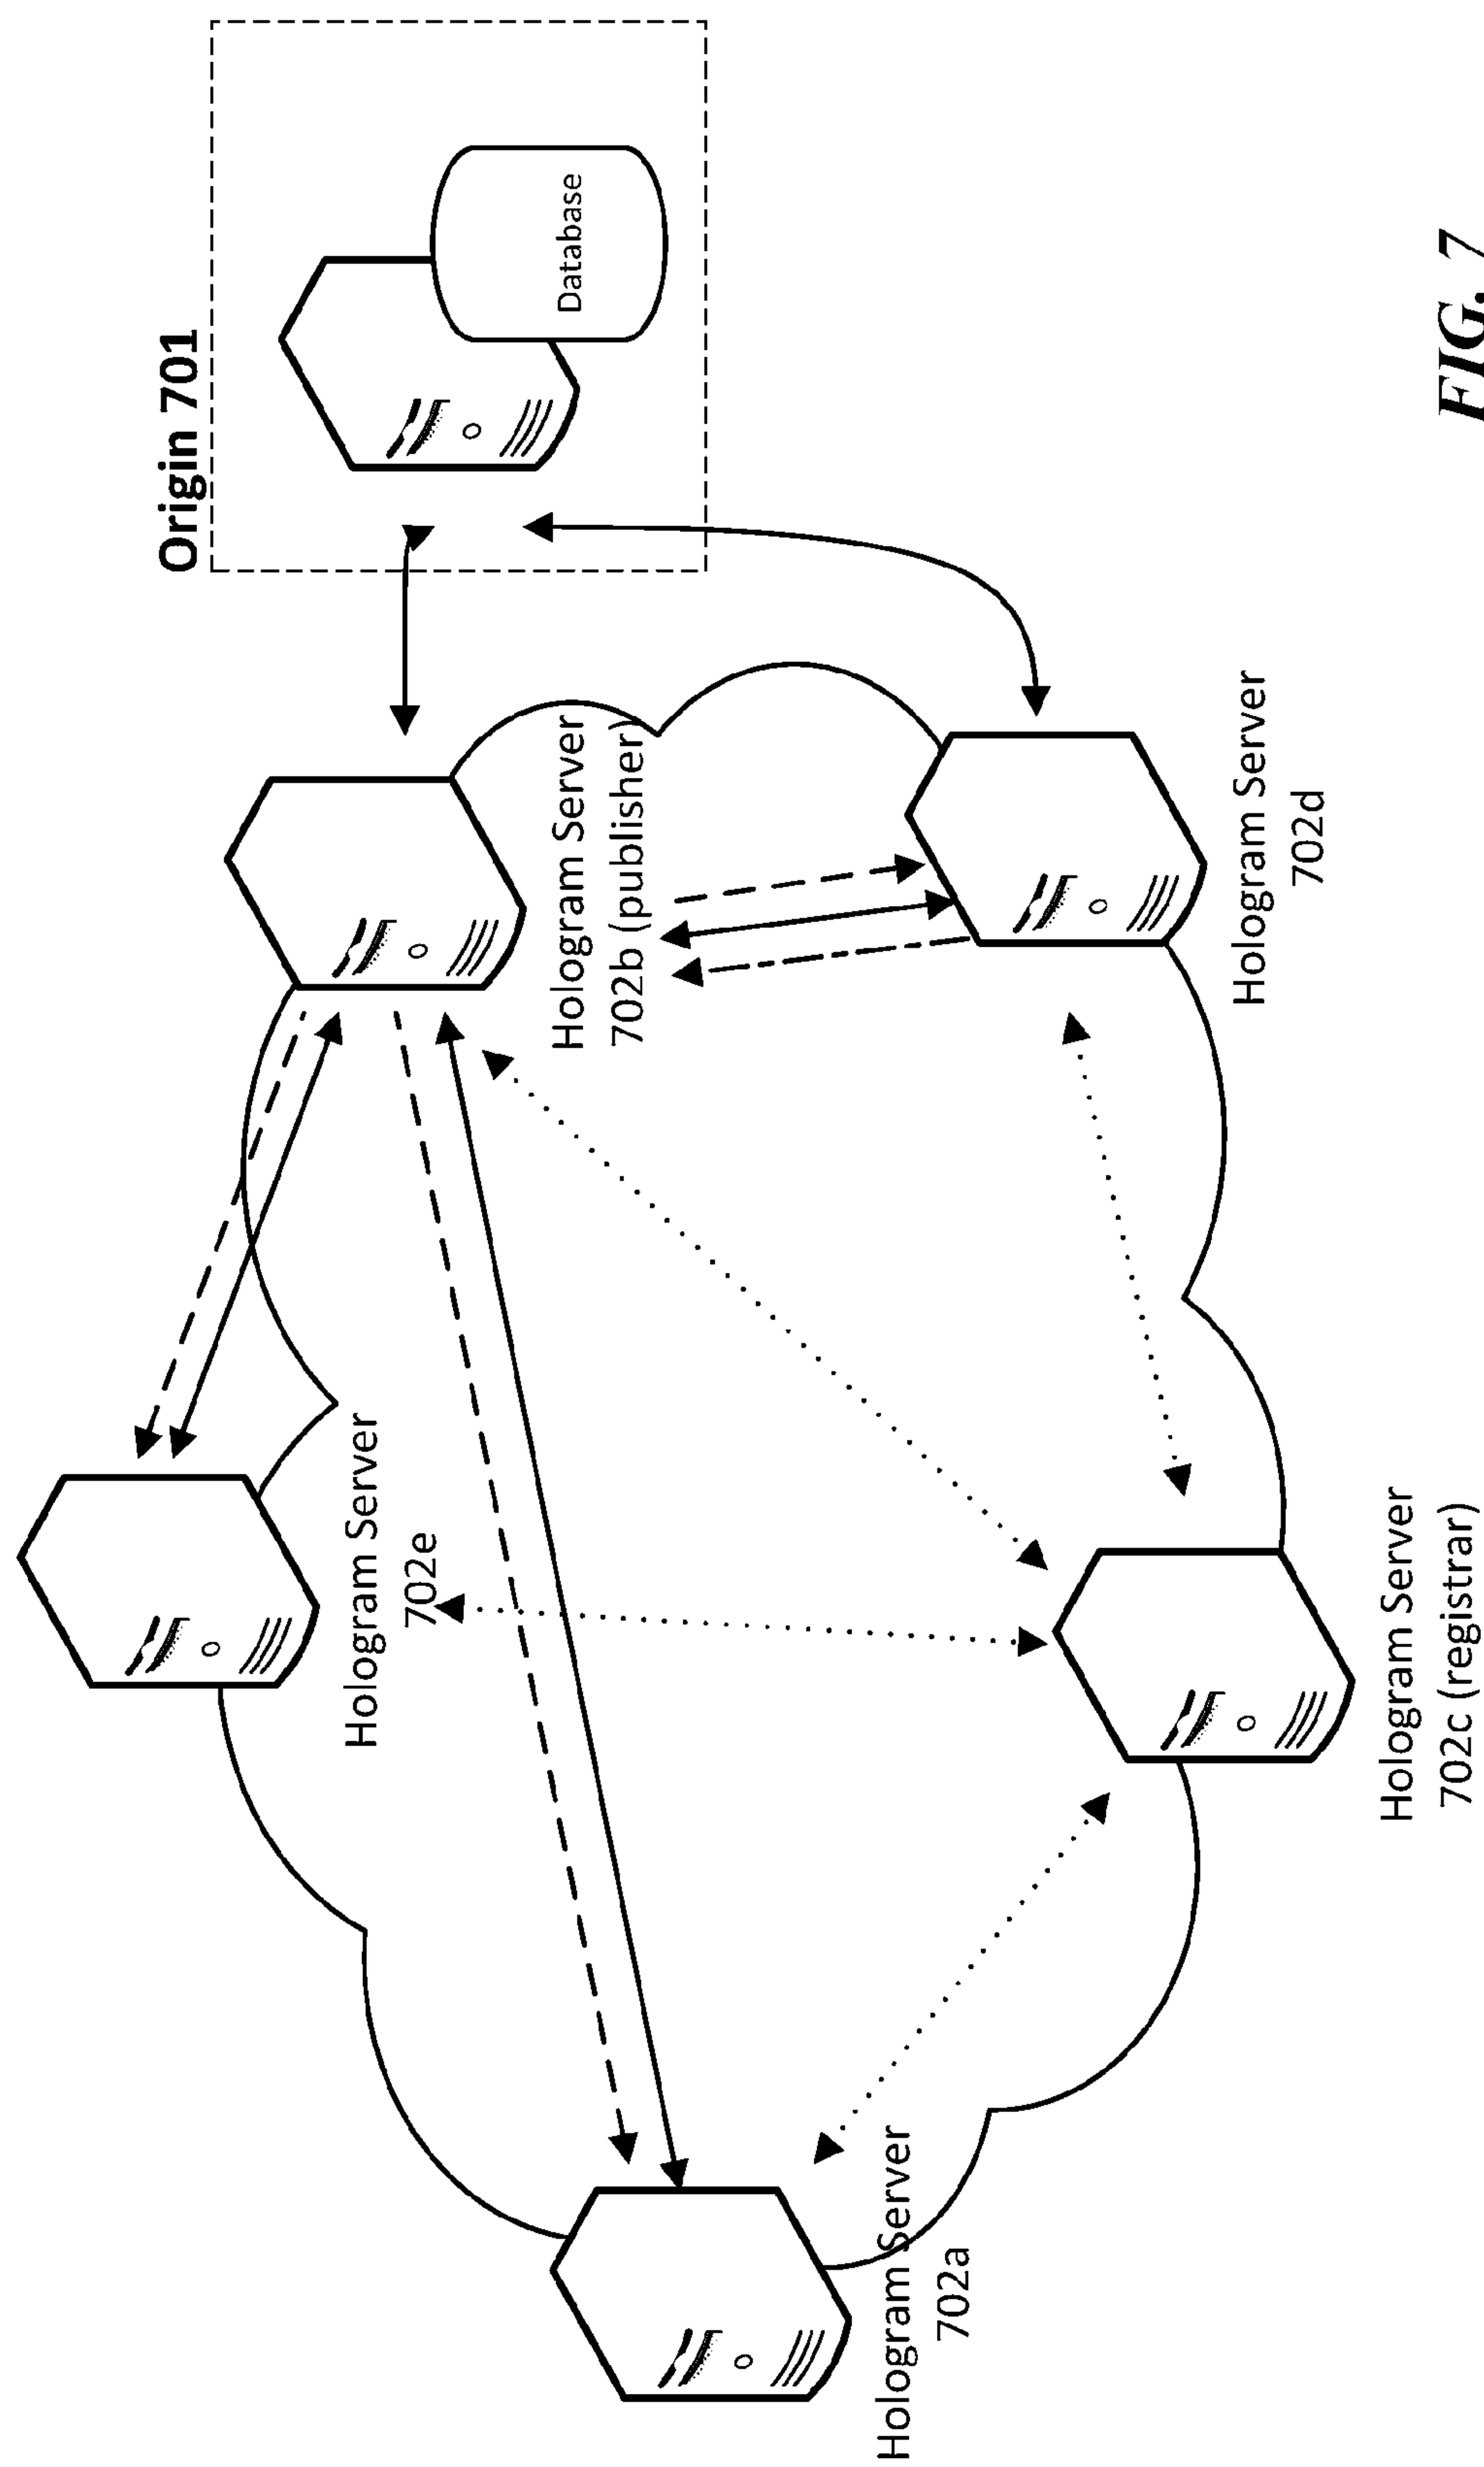 Origin 701
Database
Hologram Server
702e
Hologram Server
702b (publisher)
Hologram Server
702a
Hologram Server
702d
Hologram Server
702c (registrar)
FIG. 7